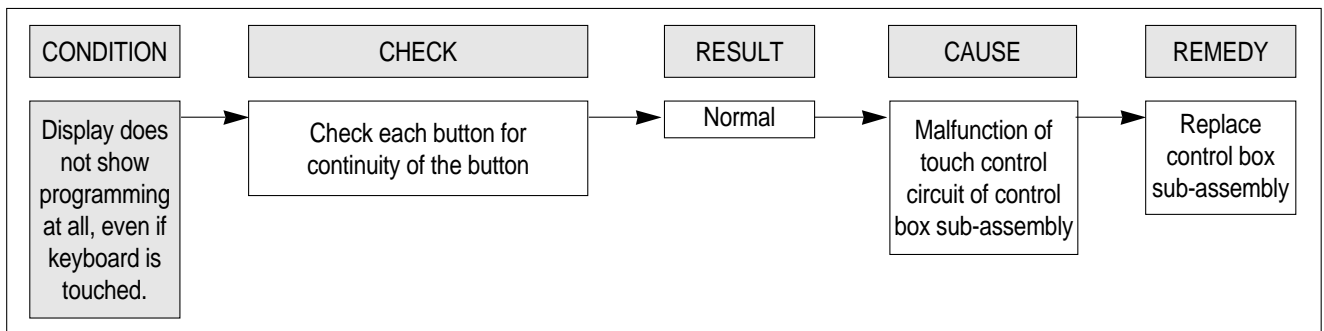 CONDITION
CHECK
RESULT
CAUSE
REMEDY
Display does
not show
programming
at all, even if
keyboard is
touched.
Check each button for
continuity of the button
Normal
Malfunction of
touch control
circuit of control
box sub-assembly
Replace
control box
sub-assembly